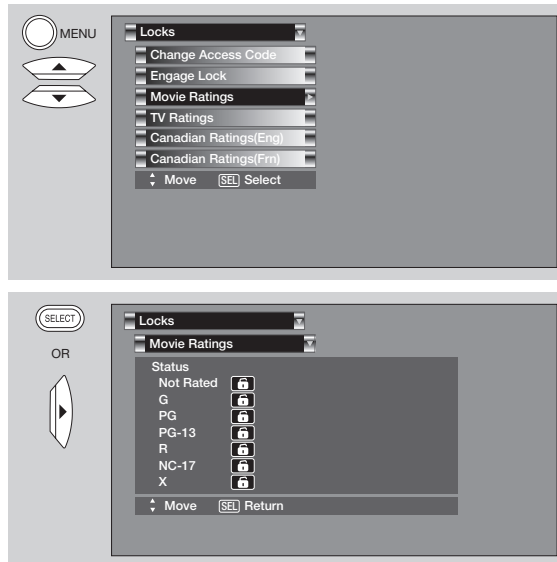 MENU
Locks
Change Access Code
Engage Lock
Movie Ratings
TV Ratings
Canadian Ratings(Eng)
Canadian Ratings(Frn)
Move SEL Select
SELECT
OR
Locks
Movie Ratings
Status
Not Rated
G
PG
PG-13
R
NC-17
X
Move SEL Return